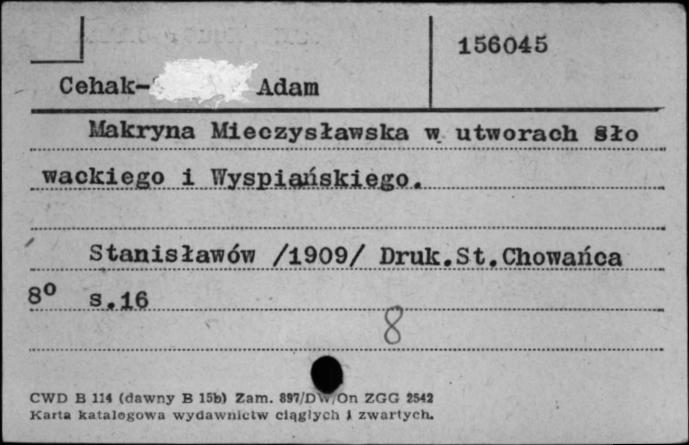 156045
Cehak- Adam
Makryna Mieczysławska w utworach Sło
wackiego i Wyspiańskiego.
Stanisławów /1909/ Druk.St.Chowańca
8° s.16
8
CWD B 114 (dawny B 15b) Zam. 897/DW/On ZGG 2542
Karta katalogowa wydawnictw ciągłych i zwartych.